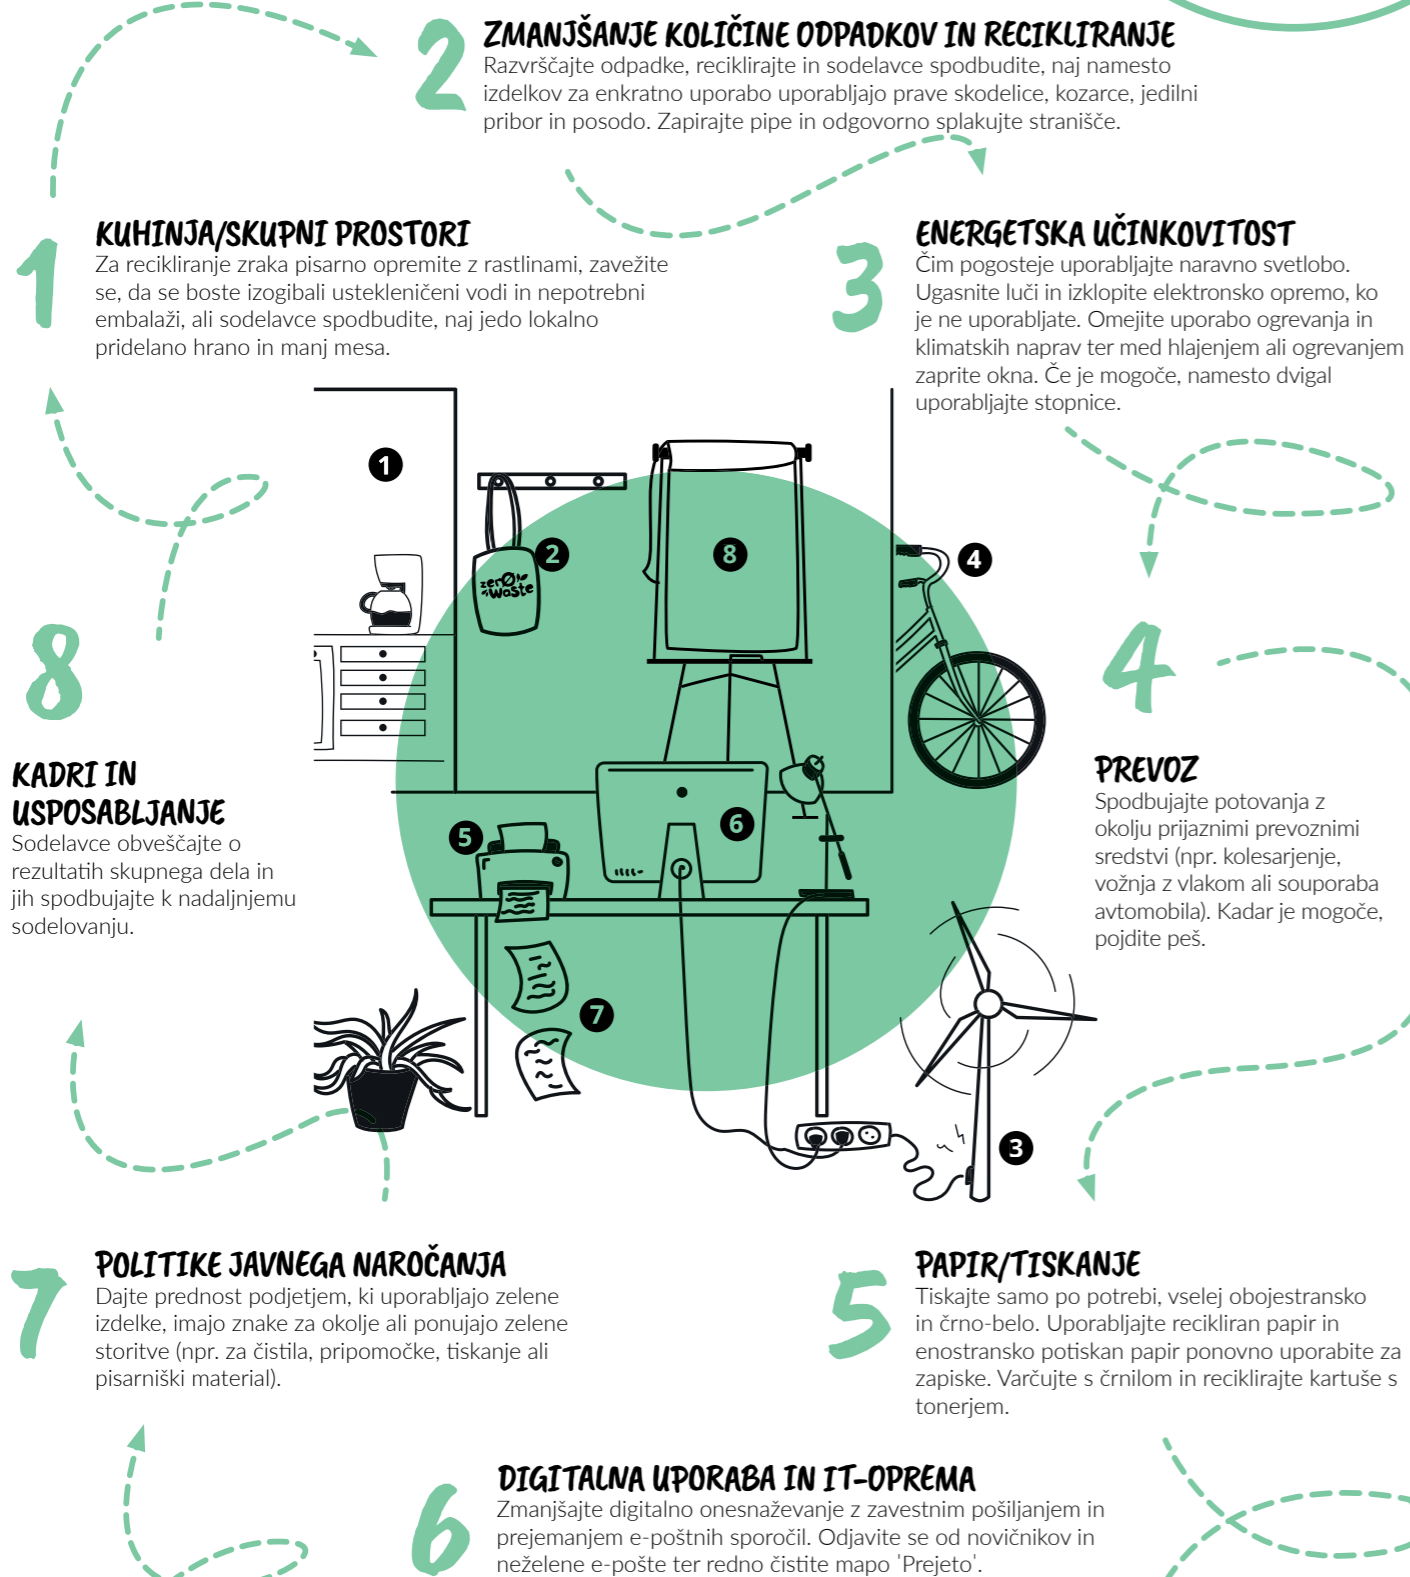 2
ZMANJŠANJE KOLIČINE ODPADKOV IN RECIKLIRANJE
Razvrščajte odpadke, reciklirajte in sodelavce spodbudite, naj namesto
izdelkov za enkratno uporabo uporabljajo prave skodelice, kozarce, jedilni
pribor in posodo. Zapirajte pipe in odgovorno splakujte stranišče.
1
KUHINJA/SKUPNI PROSTORI
Za recikliranje zraka pisarno opremite z rastlinami, zavežite
se, da se boste izogibali ustekleničeni vodi in nepotrebni
embalaži, ali sodelavce spodbudite, naj jedo lokalno
pridelano hrano in manj mesa.
3
ENERGETSKA UČINKOVITOST
Čim pogosteje uporabljajte naravno svetlobo.
Ugasnite luči in izklopite elektronsko opremo, ko
je ne uporabljate. Omejite uporabo ogrevanja in
klimatskih naprav ter med hlajenjem ali ogrevanjem
zaprite okna. Če je mogoče, namesto dvigal
uporabljajte stopnice.
1
2
8
4
zerO
waste
8
KADRI IN
USPOSABLJANJE
Sodelavce obveščajte o
rezultatih skupnega dela in
jih spodbujajte k nadaljnjemu
sodelovanju.
4
PREVOZ
Spodbujajte potovanja z
okolju prijaznimi prevoznimi
sredstvi (npr. kolesarjenje,
vožnja z vlakom ali souporaba
avtomobila). Kadar je mogoče,
pojdite peš.
5
6
7
3
7
POLITIKE JAVNEGA NAROČANJA
Dajte prednost podjetjem, ki uporabljajo zelene
izdelke, imajo znake za okolje ali ponujajo zelene
storitve (npr. za čistila, pripomočke, tiskanje ali
pisarniški material).
5
PAPIR/TISKANJE
Tiskajte samo po potrebi, vselej obojestransko
in črno-belo. Uporabljajte recikliran papir in
enostransko potiskan papir ponovno uporabite za
zapiske. Varčujte s črnilom in reciklirajte kartuše s
tonerjem.
6
DIGITALNA UPORABA IN IT-OPREMA
Zmanjšajte digitalno onesnaževanje z zavestnim pošiljanjem in
prejemanjem e-poštnih sporočil. Odjavite se od novičnikov in
neželene e-pošte ter redno čistite mapo 'Prejeto'.